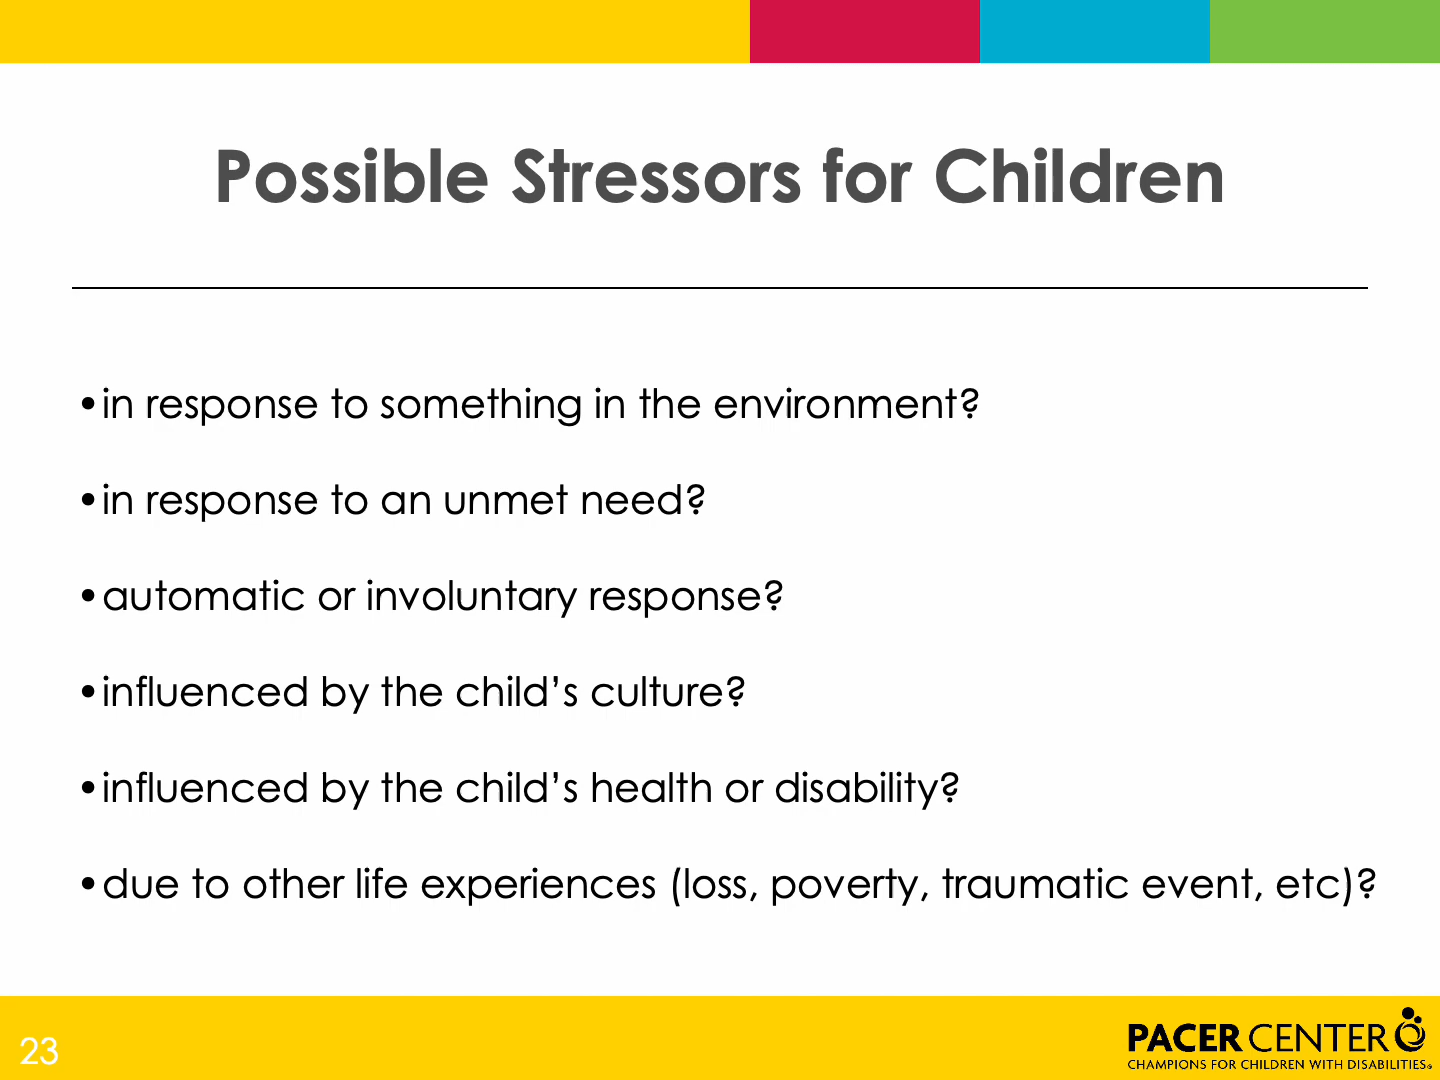 Possible Stressors for Children
•in response to something in the environment?
•in response to an unmet need?
•automatic or involuntary response?
•influenced by the child’s culture?
•influenced by the child’s health or disability?
•due to other life experiences (loss, poverty, traumatic event, etc)?
23
PACER CENTER
CHAMPIONS FOR CHILDREN WITH DISABILITIES®